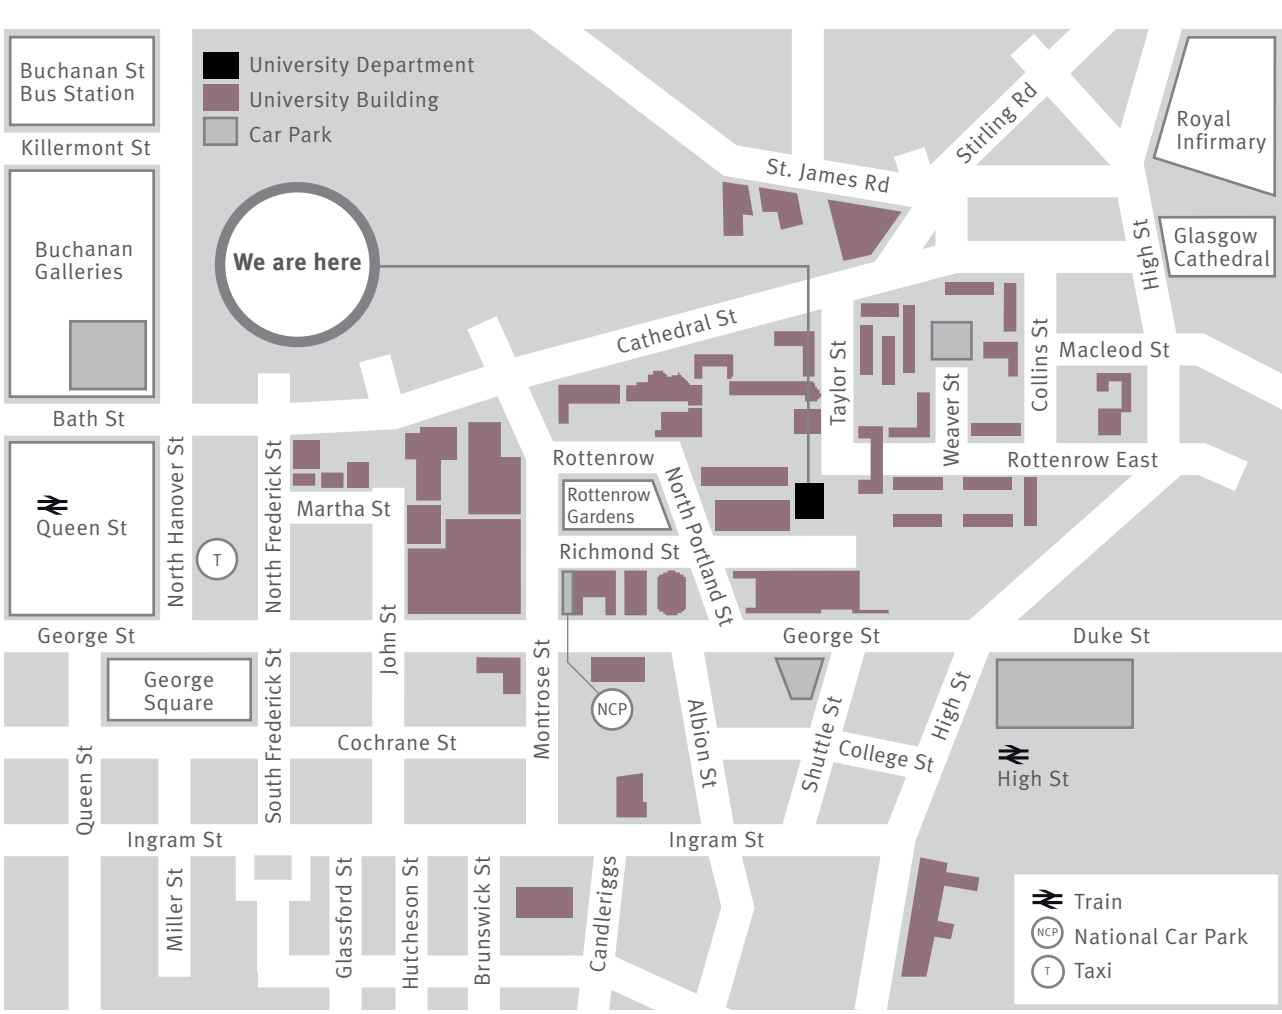 Buchanan St
Bus Station
University Department
University Building
Car Park
Killermont St
Royal
Infirmary
Stirling Rd
St. James Rd
High St
Glasgow
Cathedral
Buchanan
Galleries
We are here
Cathedral St
Taylor St
Collins St
Macleod St
Weaver St
Bath St
Rottenrow
Rottenrow East
North Hanover St
North Frederick St
Martha St
Rottenrow
Gardens
North Portland St
Queen St
T
Richmond St
George St
John St
George St
Duke St
George
Square
South Frederick St
Montrose St
NCP
Albion St
Shuttle St
High St
Cochrane St
College St
High St
Queen St
Ingram St
Ingram St
Miller St
Glassford St
Hutcheson St
Brunswick St
Candleriggs
Train
NCP
National Car Park
T
Taxi